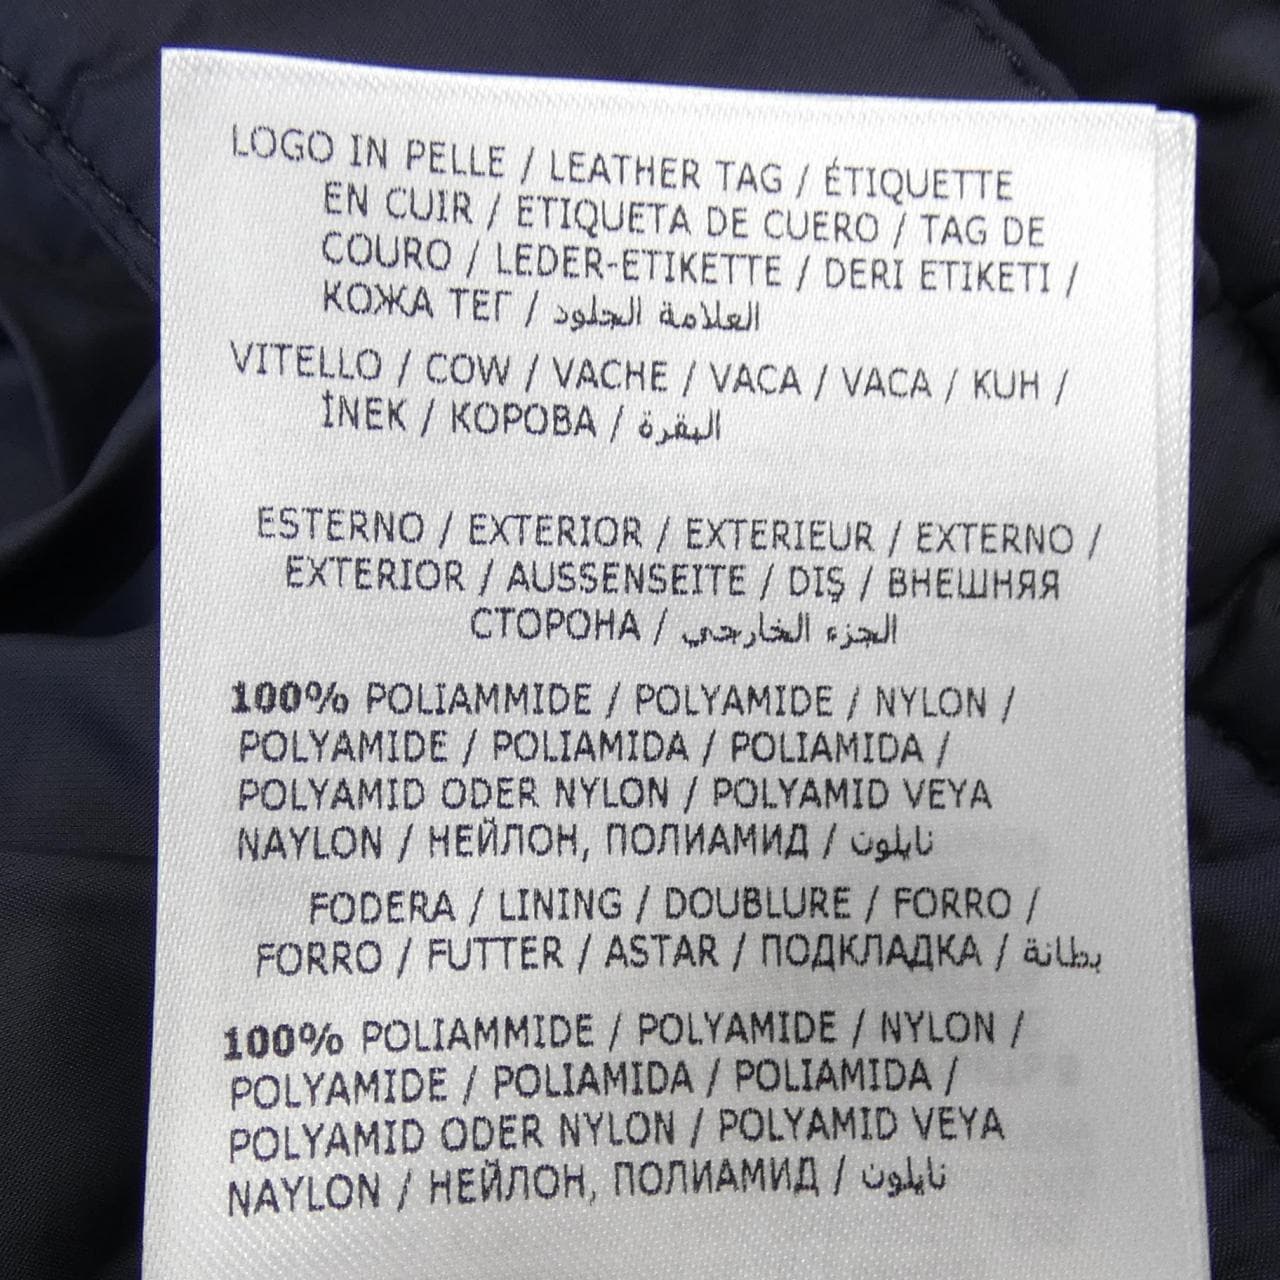 LOGO IN PELLE / LEATHER TAG / ÉTIQUETTE
EN CUIR / ETIQUETA DE CUERO / TAG DE
COURO / LEDER-ETIKETTE / DERI ETIKETI /
КОЖА ТЕГ / العلامة الجلود
VITELLO / COW / VACHE / VACA / VACA / KUH /
İNEK / КОРОВА / البقرة
ESTERNO / EXTERIOR / EXTERIEUR / EXTERNO /
EXTERIOR / AUSSENSEITE / DIŞ / ВНЕШНЯЯ
СТОРОНА / الجزء الخارجي
100% POLIAMMIDE / POLYAMIDE / NYLON /
POLYAMIDE / POLIAMIDA / POLIAMIDA /
POLYAMID ODER NYLON / POLYAMID VEYA
NAYLON / НЕЙЛОН, ПОЛИАМИД / نايلون
FODERA / LINING / DOUBLURE / FORRO /
FORRO / FUTTER / ASTAR / ПОДКЛАДКА / بطانة
100% POLIAMMIDE / POLYAMIDE / NYLON /
POLYAMIDE / POLIAMIDA / POLIAMIDA /
POLYAMID ODER NYLON / POLYAMID VEYA
NAYLON / НЕЙЛОН, ПОЛИАМИД / نايلون